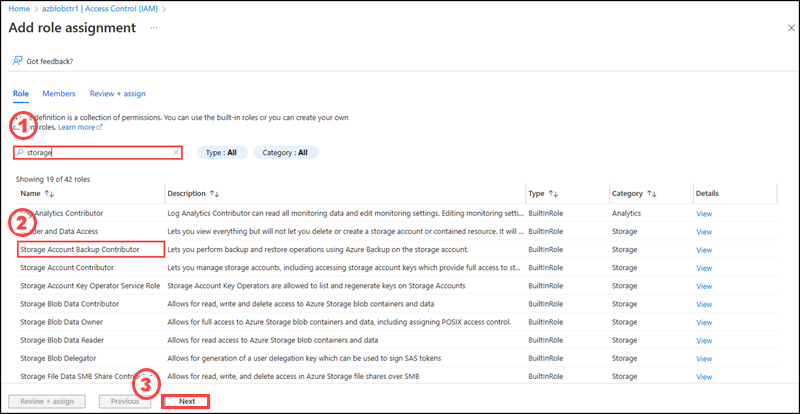 Home > azblobstr1 | Access Control (IAM) >
Add role assignment ...
Got feedback?
Role Members Review + assign
definition is a collection of permissions. You can use the built-in roles or you can create your own
roles. Learn more
1
storage
Type : All Category : All
Showing 19 of 42 roles
Name ↑↓ Description ↑↓ Type ↑↓ Category ↑↓ Details
Analytics Contributor Log Analytics Contributor can read all monitoring data and edit monitoring settings. Editing monitoring setti... BuiltInRole Analytics View
2
and Data Access Lets you view everything but will not let you delete or create a storage account or contained resource. It will ... BuiltInRole Storage View
Storage Account Backup Contributor Lets you perform backup and restore operations using Azure Backup on the storage account. BuiltInRole Storage View
Storage Account Contributor Lets you manage storage accounts, including accessing storage account keys which provide full access to st... BuiltInRole Storage View
Storage Account Key Operator Service Role Storage Account Key Operators are allowed to list and regenerate keys on Storage Accounts BuiltInRole Storage View
Storage Blob Data Contributor Allows for read, write and delete access to Azure Storage blob containers and data BuiltInRole Storage View
Storage Blob Data Owner Allows for full access to Azure Storage blob containers and data, including assigning POSIX access control. BuiltInRole Storage View
Storage Blob Data Reader Allows for read access to Azure Storage blob containers and data BuiltInRole Storage View
Storage Blob Delegator Allows for generation of a user delegation key which can be used to sign SAS tokens BuiltInRole Storage View
Storage File Data SMB Share Contrib Allows for read, write, and delete access in Azure Storage file shares over SMB BuiltInRole Storage View
3
Review + assign Previous Next